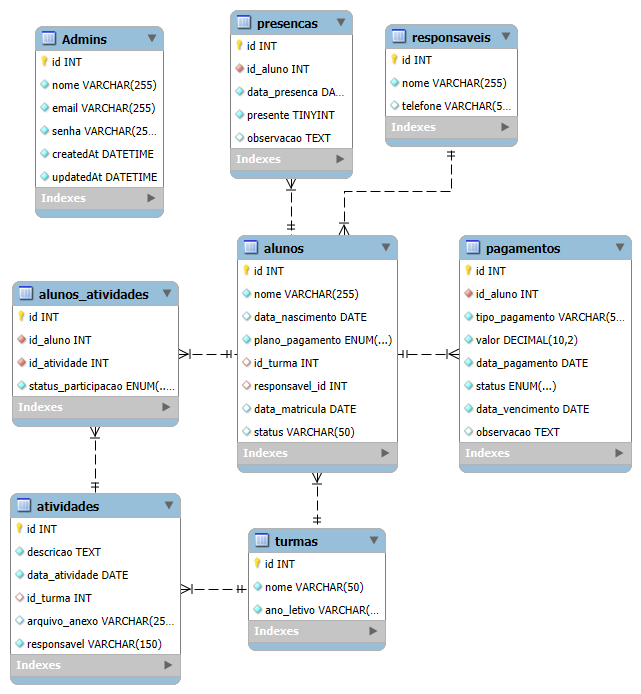 Admins
id INT
nome VARCHAR(255)
email VARCHAR(255)
senha VARCHAR(25...
createdAt DATETIME
updatedAt DATETIME
Indexes
presencas
id INT
id_aluno INT
data_presenca DA...
presente TINYINT
observacao TEXT
Indexes
responsaveis
id INT
nome VARCHAR(255)
telefone VARCHAR(5...
Indexes
alunos_atividades
id INT
id_aluno INT
id_atividade INT
status_participacao ENUM(.....
Indexes
alunos
id INT
nome VARCHAR(255)
data_nascimento DATE
plano_pagamento ENUM(...)
id_turma INT
responsavel_id INT
data_matricula DATE
status VARCHAR(50)
Indexes
pagamentos
id INT
id_aluno INT
tipo_pagamento VARCHAR(5...
valor DECIMAL(10,2)
data_pagamento DATE
status ENUM(...)
data_vencimento DATE
observacao TEXT
Indexes
atividades
id INT
descricao TEXT
data_atividade DATE
id_turma INT
arquivo_anexo VARCHAR(25...
responsavel VARCHAR(150)
Indexes
turmas
id INT
nome VARCHAR(50)
ano_letivo VARCHAR(...
Indexes